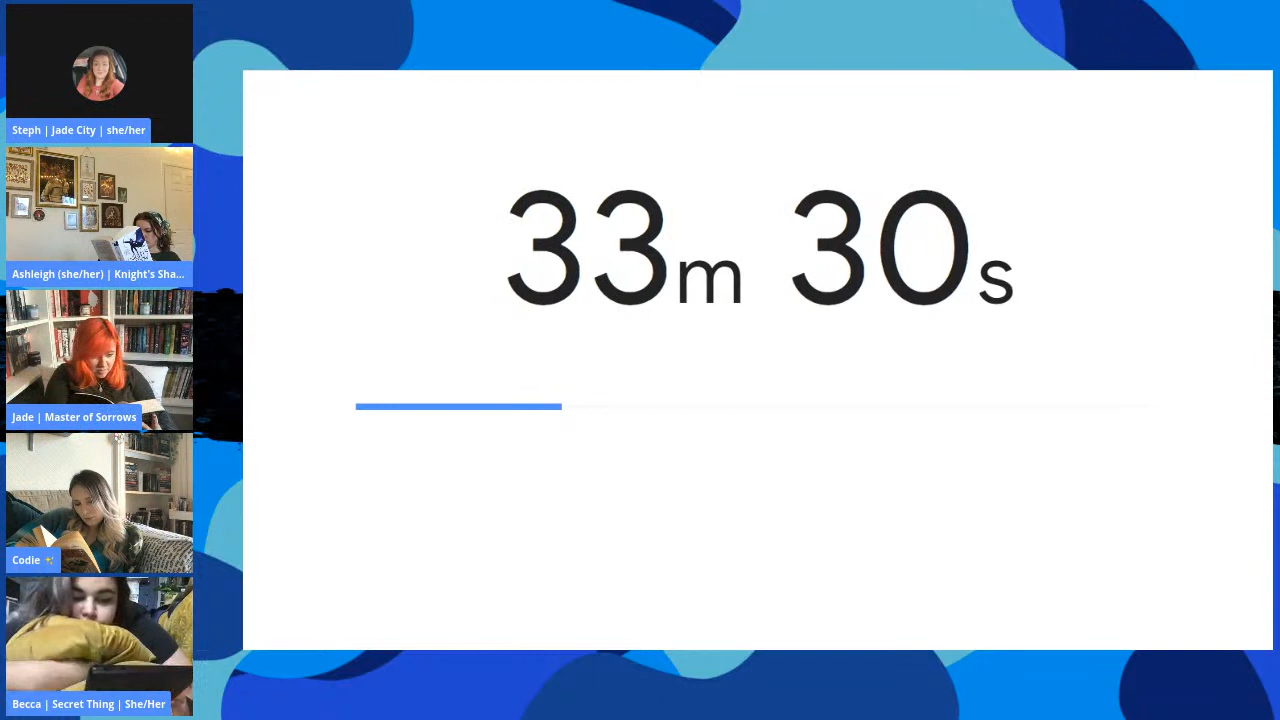 Steph | Jade City | she/her
Ashleigh (she/her) | Knight's Sha...
Jade | Master of Sorrows
Codie ✨
Becca | Secret Thing | She/Her
33m 30s